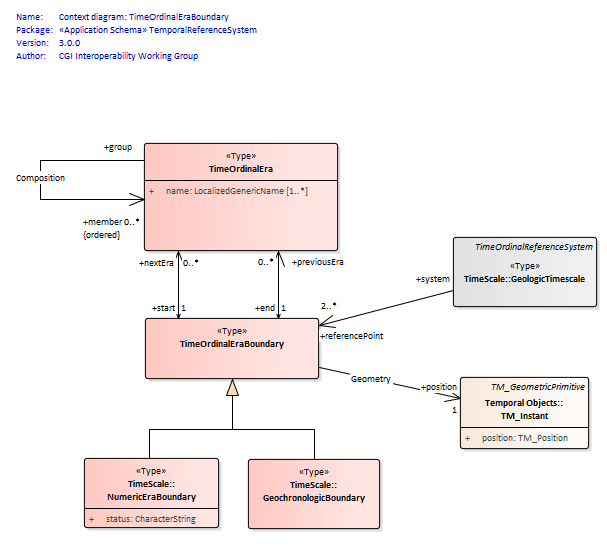 Name: Context diagram: TimeOrdinalEraBoundary
Package: «Application Schema» TemporalReferenceSystem
Version: 3.0.0
Author: CGI Interoperability Working Group
+group
«Type»
TimeOrdinalEra
Composition
+ name: LocalizedGenericName [1..*]
+member 0..*
{ordered}
+nextEra 0..*
0..* +previousEra
TimeOrdinalReferenceSystem
«Type»
TimeScale::GeologicTimescale
+system
+start 1
+end 1
2..*
+referencePoint
«Type»
TimeOrdinalEraBoundary
Geometry
+position
1
TM_GeometricPrimitive
Temporal Objects::
TM_Instant
+ position: TM_Position
«Type»
TimeScale::
NumericEraBoundary
+ status: CharacterString
«Type»
TimeScale::
GeochronologicBoundary